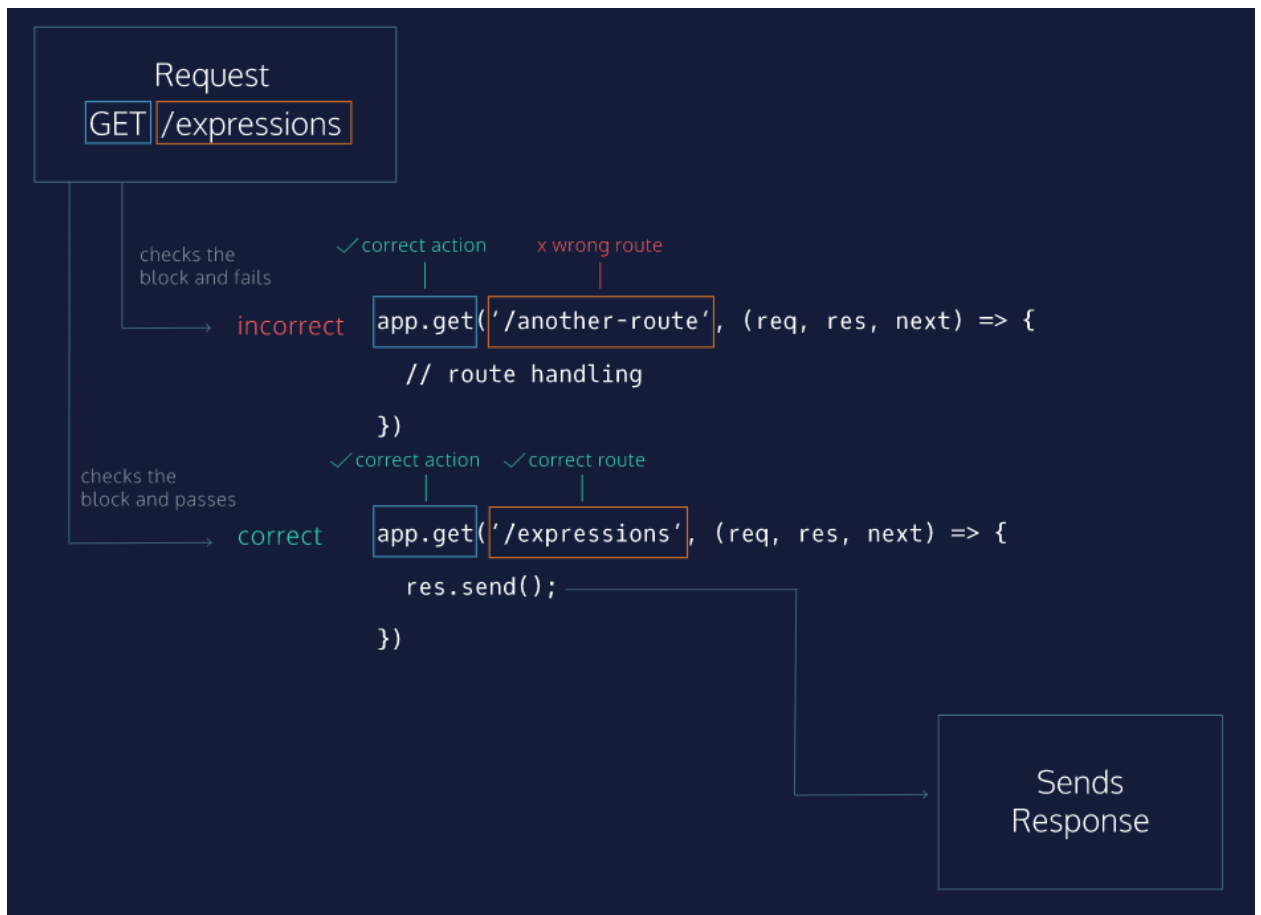 Request
GET /expressions
✓ correct action
x wrong route
checks the
block and fails
incorrect
app.get(‘/another-route’, (req, res, next) => {
// route handling
})
✓ correct action
✓ correct route
checks the
block and passes
correct
app.get(‘/expressions’, (req, res, next) => {
res.send();
})
Sends
Response